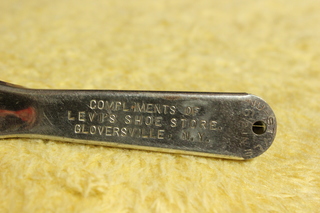 COMPLIMENTS OF
LEVI'S SHOE STORE,
GLOVERSVILLE, N.Y.